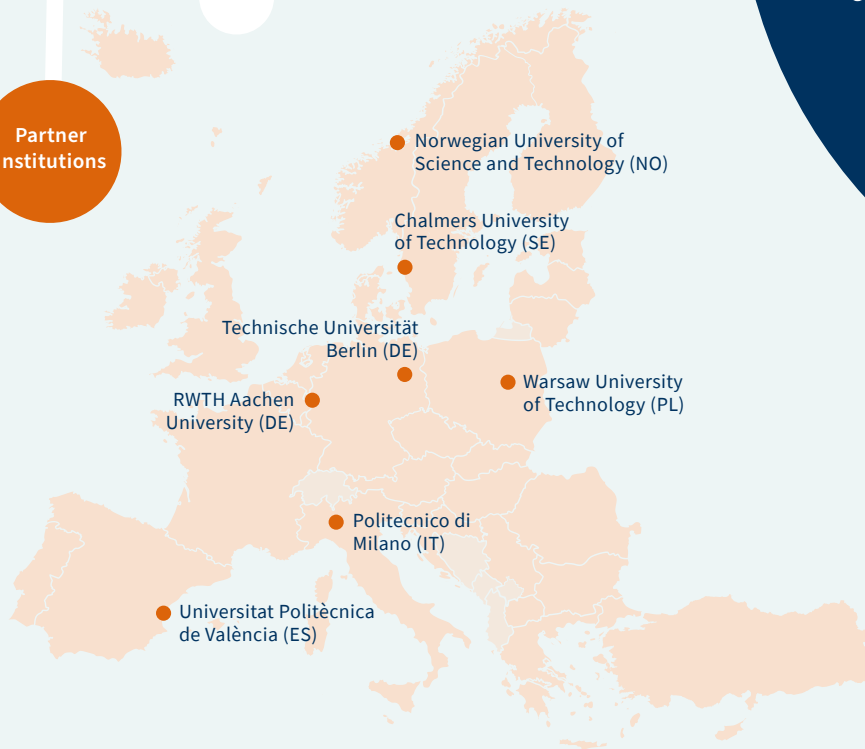 Partner
nstitutions
Norwegian University of
Science and Technology (NO)
Chalmers University
of Technology (SE)
Technische Universität
Berlin (DE)
Warsaw University
of Technology (PL)
RWTH Aachen
University (DE)
Politecnico di
Milano (IT)
Universitat Politècnica
de València (ES)